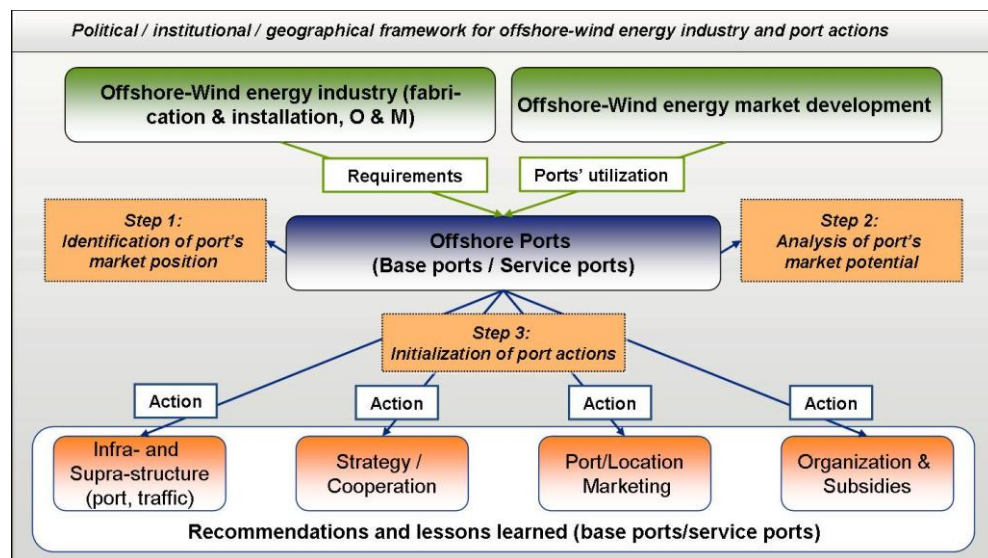 Political / institutional / geographical framework for offshore-wind energy industry and port actions
Offshore-Wind energy industry (fabri-
cation & installation, O & M)
Offshore-Wind energy market development
Requirements
Ports' utilization
Step 1:
Identification of port's
market position
Offshore Ports
(Base ports / Service ports)
Step 2:
Analysis of port's
market potential
Step 3:
Initialization of port actions
Action
Action
Action
Action
Infra- and
Supra-structure
(port, traffic)
Strategy /
Cooperation
Port/Location
Marketing
Organization &
Subsidies
Recommendations and lessons learned (base ports/service ports)